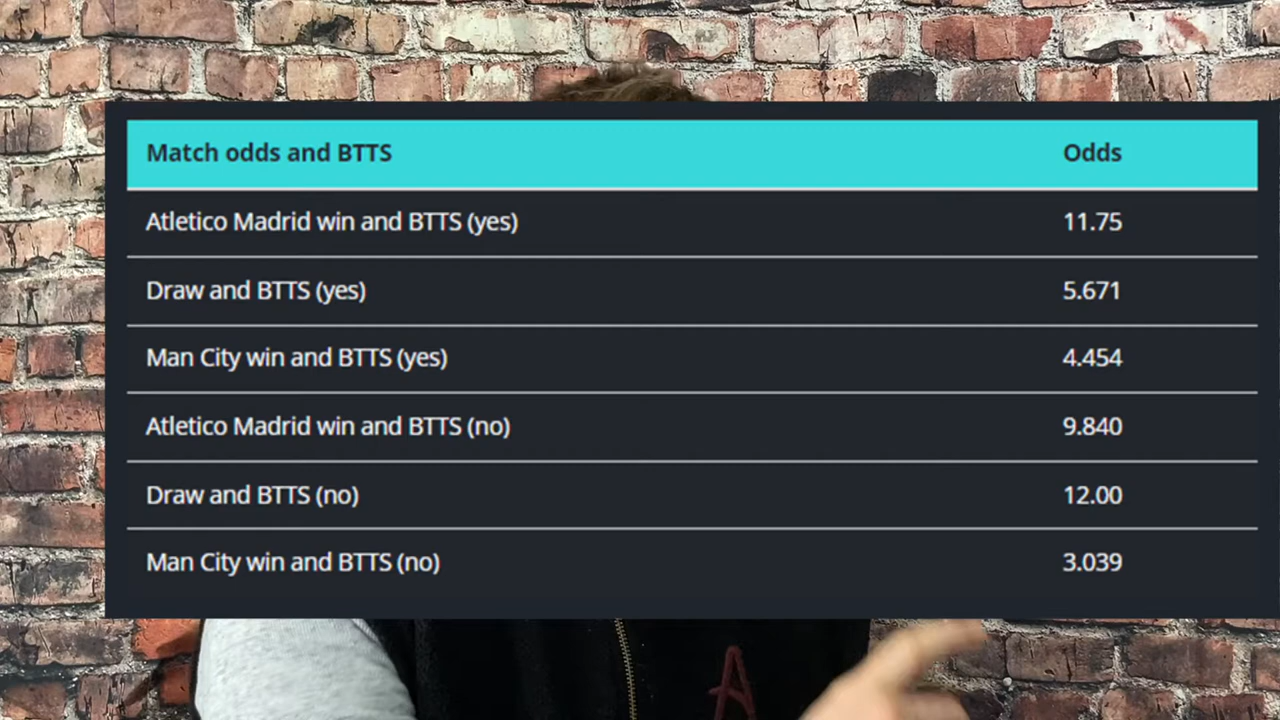 Match odds and BTTS Odds
Atletico Madrid win and BTTS (yes) 11.75
Draw and BTTS (yes) 5.671
Man City win and BTTS (yes) 4.454
Atletico Madrid win and BTTS (no) 9.840
Draw and BTTS (no) 12.00
Man City win and BTTS (no) 3.039
A